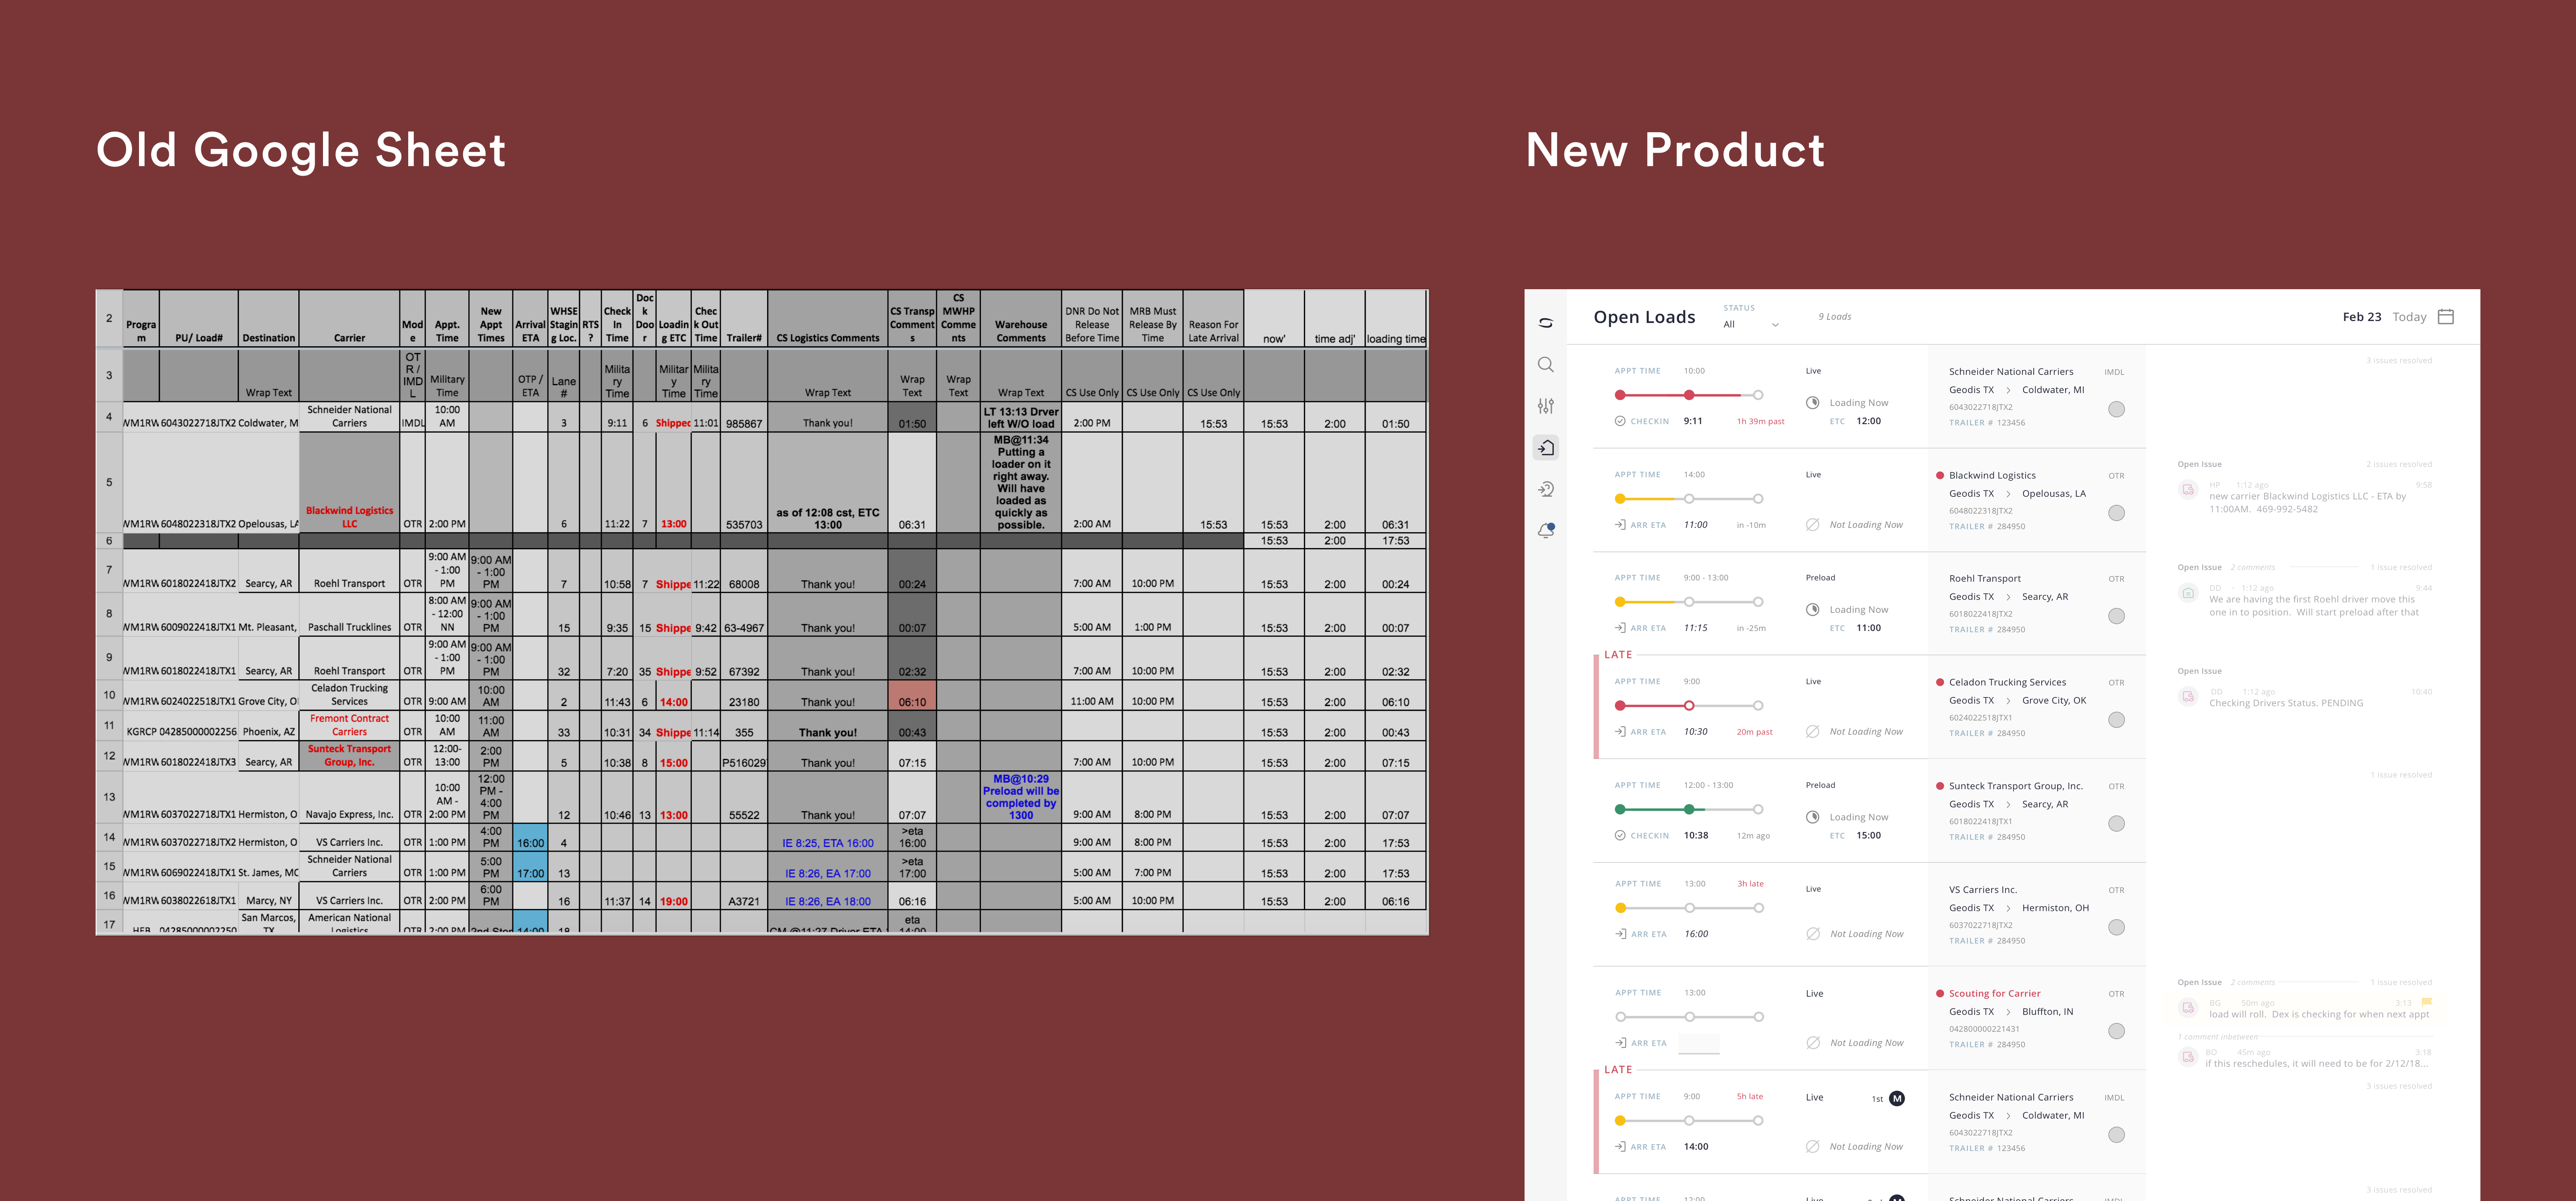 Old Google Sheet
New Product
2 Progra m PU/ Load# Destination Carrier Mod e Appt. Time New Appt Times Arrival ETA WHSE Stagin g Loc. RTS ? Check In Time Doc k Doo r Loadin g ETC Chec k Out Time Trailer# CS Logistics Comments CS Transp Comment s CS MWHP Comme nts Warehouse Comments DNR Do Not Release Before Time MRB Must Release By Time Reason For Late Arrival now' time adj' loading time
3 Wrap Text OT R / IMD L Military Time OTP / ETA Lane # Milita ry Time Militar y Time Milita ry Time Wrap Text Wrap Text Wrap Text Wrap Text CS Use Only CS Use Only CS Use Only
4 WM1RW 6043022718JTX2 Coldwater, M Schneider National Carriers IMDL 10:00 AM 3 9:11 6 Shipped 11:01 985867 Thank you! 01:50 LT 13:13 Drver left W/O load 2:00 PM 15:53 15:53 2:00 01:50
5 WM1RW 6048022318JTX2 Opelousas, LA Blackwind Logistics LLC OTR 2:00 PM 6 11:22 7 13:00 535703 as of 12:08 cst, ETC 13:00 06:31 MB@11:34 Putting a loader on it right away. Will have loaded as quickly as possible. 2:00 AM 15:53 15:53 2:00 06:31
6 15:53 2:00 17:53
7 WM1RW 6018022418JTX2 Searcy, AR Roehl Transport OTR 9:00 AM - 1:00 PM 9:00 AM - 1:00 PM 7 10:58 7 Shippe 11:22 68008 Thank you! 00:24 7:00 AM 10:00 PM 15:53 2:00 00:24
8 WM1RW 6009022418JTX1 Mt. Pleasant, Paschall Trucklines OTR 8:00 AM - 12:00 NN 9:00 AM - 1:00 PM 15 9:35 15 Shippe 9:42 63-4967 Thank you! 00:07 5:00 AM 1:00 PM 15:53 2:00 00:07
9 WM1RW 6018022418JTX1 Searcy, AR Roehl Transport OTR 9:00 AM - 1:00 PM 9:00 AM - 1:00 PM 32 7:20 35 Shippe 9:52 67392 Thank you! 02:32 7:00 AM 10:00 PM 15:53 2:00 02:32
10 WM1RW 6024022518JTX1 Grove City, O Celadon Trucking Services OTR 9:00 AM 10:00 AM 2 11:43 6 14:00 23180 Thank you! 06:10 11:00 AM 10:00 PM 15:53 2:00 06:10
11 KGRCP 04285000002256 Phoenix, AZ Fremont Contract Carriers OTR 10:00 AM 11:00 AM 33 10:31 34 Shippe 11:14 355 Thank you! 00:43 15:53 2:00 00:43
12 WM1RW 6018022418JTX3 Searcy, AR Sunteck Transport Group, Inc. OTR 12:00- 13:00 2:00 PM 5 10:38 8 15:00 P516029 Thank you! 07:15 7:00 AM 10:00 PM 15:53 2:00 07:15
13 WM1RW 6037022718JTX1 Hermiston, O Navajo Express, Inc. OTR 10:00 AM - 2:00 PM 12:00 PM - 4:00 PM 12 10:46 13 13:00 55522 Thank you! 07:07 MB@10:29 Preload will be completed by 1300 9:00 AM 8:00 PM 15:53 2:00 07:07
14 WM1RW 6037022718JTX2 Hermiston, O VS Carriers Inc. OTR 1:00 PM 4:00 PM 16:00 4 IE 8:25, ETA 16:00 >eta 16:00 9:00 AM 8:00 PM 15:53 2:00 17:53
15 WM1RW 6069022418JTX1 St. James, MO Schneider National Carriers OTR 1:00 PM 5:00 PM 17:00 13 IE 8:26, EA 17:00 >eta 17:00 5:00 AM 7:00 PM 15:53 2:00 17:53
16 WM1RW 6038022618JTX1 Marcy, NY VS Carriers Inc. OTR 2:00 PM 6:00 PM 16 11:37 14 19:00 A3721 IE 8:26, EA 18:00 06:16 5:00 AM 10:00 PM 15:53 2:00 06:16
17 HEB 04285000002250 San Marcos, TX American National Logistics OTR 2:00 PM 2nd Stop 14:00 18 CM @11:27 Driver ETA eta 14:00
Open Loads STATUS All 9 Loads Feb 23 Today
APPT TIME 10:00 Live Schneider National Carriers IMDL 3 issues resolved
Loading Now Geodis TX > Coldwater, MI
6043022718JTX2
CHECKIN 9:11 1h 39m past ETC 12:00 TRAILER # 123456
APPT TIME 14:00 Live Blackwind Logistics OTR Open Issue 2 issues resolved
Geodis TX > Opelousas, LA HP 1:12 ago 9:58
6048022318JTX2 new carrier Blackwind Logistics LLC - ETA by
ARR ETA 11:00 in -10m Not Loading Now TRAILER # 284950 11:00AM. 469-992-5482
APPT TIME 9:00 - 13:00 Preload Roehl Transport OTR Open Issue 2 comments 1 issue resolved
Loading Now Geodis TX > Searcy, AR DD - 1:12 ago 9:44
6018022418JTX2 We are having the first Roehl driver move this
ARR ETA 11:15 in -25m ETC 11:00 TRAILER # 284950 one in to position. Will start preload after that
LATE
APPT TIME 9:00 Live Celadon Trucking Services OTR Open Issue
Geodis TX > Grove City, OK DD 1:12 ago 10:40
6024022518JTX1 Checking Drivers Status. PENDING
ARR ETA 10:30 20m past Not Loading Now TRAILER # 284950
APPT TIME 12:00 - 13:00 Preload Sunteck Transport Group, Inc. OTR 1 issue resolved
Loading Now Geodis TX > Searcy, AR
6018022418JTX1
CHECKIN 10:38 12m ago ETC 15:00 TRAILER # 284950
APPT TIME 13:00 3h late Live VS Carriers Inc. OTR
Geodis TX > Hermiston, OH
6037022718JTX2
ARR ETA 16:00 Not Loading Now TRAILER # 284950
APPT TIME 13:00 Live Scouting for Carrier OTR Open Issue 2 comments 1 issue resolved
Geodis TX > Bluffton, IN BG 50m ago 3:13
042800000221431 load will roll. Dex is checking for when next appt
ARR ETA Not Loading Now TRAILER # 284950 1 comment inbetween
BD 45m ago 3:18
if this reschedules, it will need to be for 2/12/18...
LATE
APPT TIME 9:00 5h late Live 1st M Schneider National Carriers IMDL 3 issues resolved
Geodis TX > Coldwater, MI
6043022718JTX2
ARR ETA 14:00 Not Loading Now TRAILER # 123456
APPT TIME 12:00 Live M Schneider National Carriers IMDL 3 issues resolved